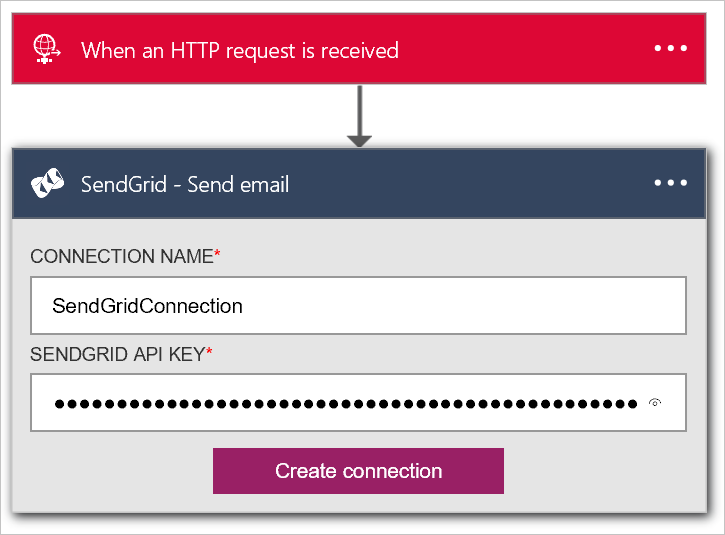 When an HTTP request is received
SendGrid - Send email
CONNECTION NAME*
SendGridConnection
SENDGRID API KEY*
Create connection